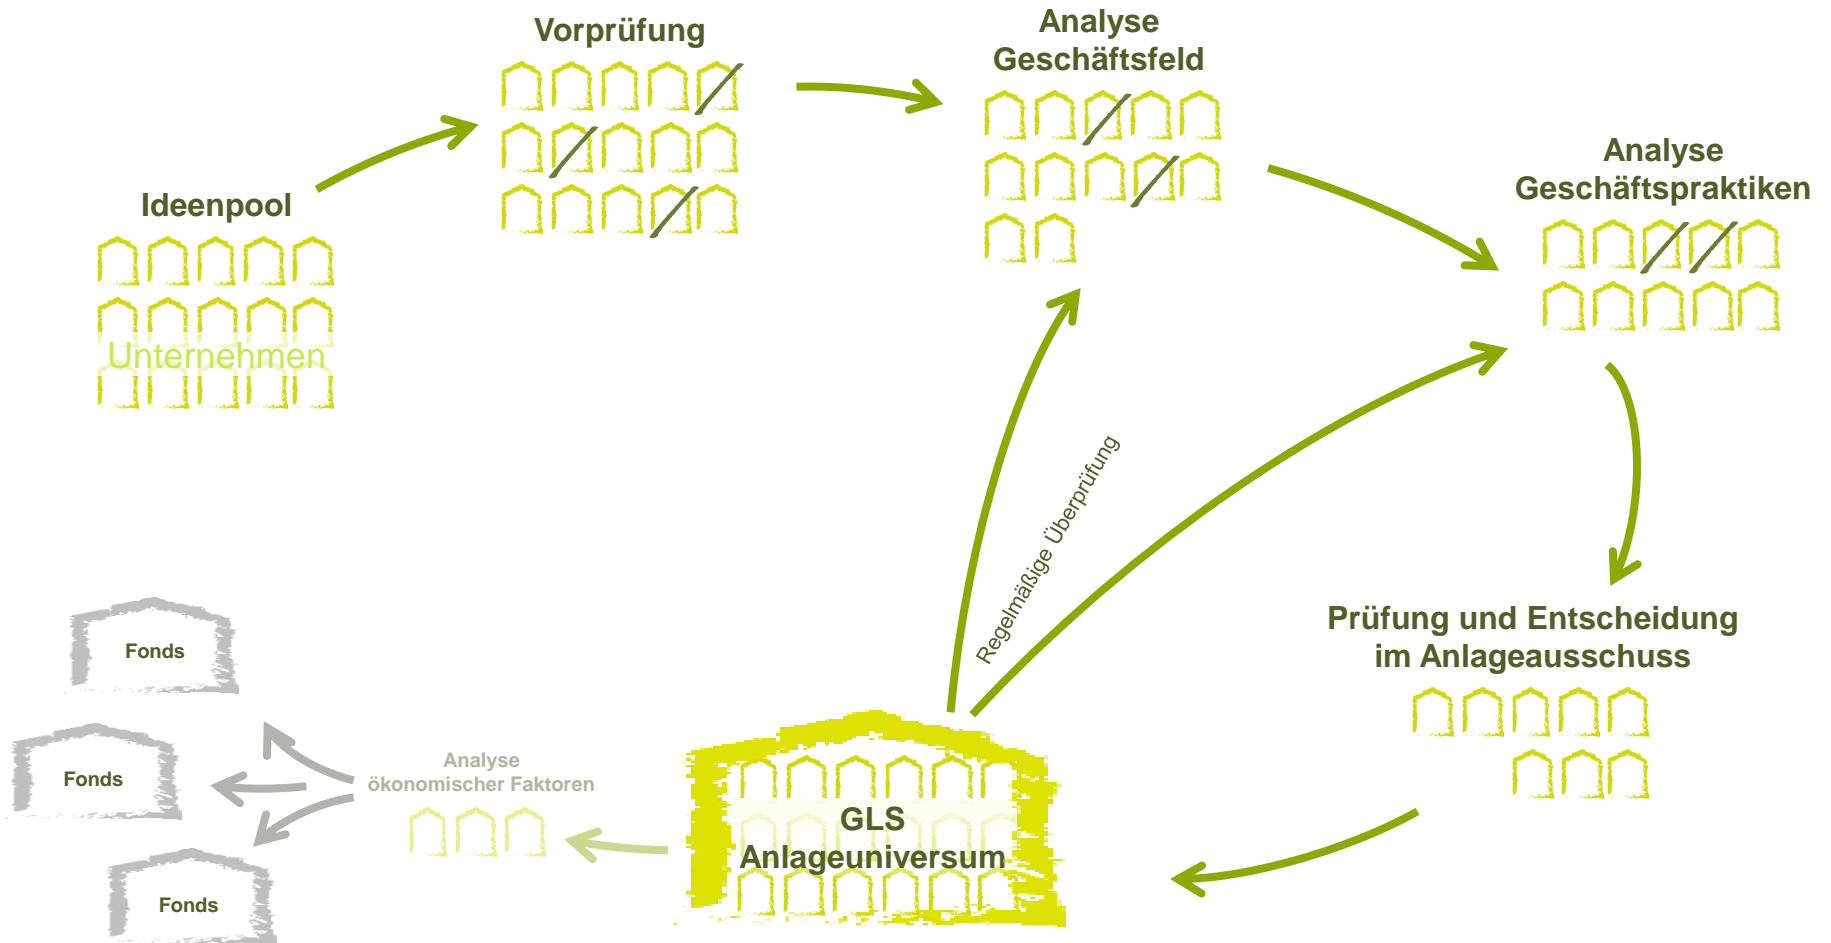 Ideenpool
Unternehmen
Vorprüfung
Analyse
Geschäftsfeld
Analyse
Geschäftspraktiken
Prüfung und Entscheidung
im Anlageausschuss
Regelmäßige Überprüfung
GLS
Anlageuniversum
Analyse
ökonomischer Faktoren
Fonds
Fonds
Fonds